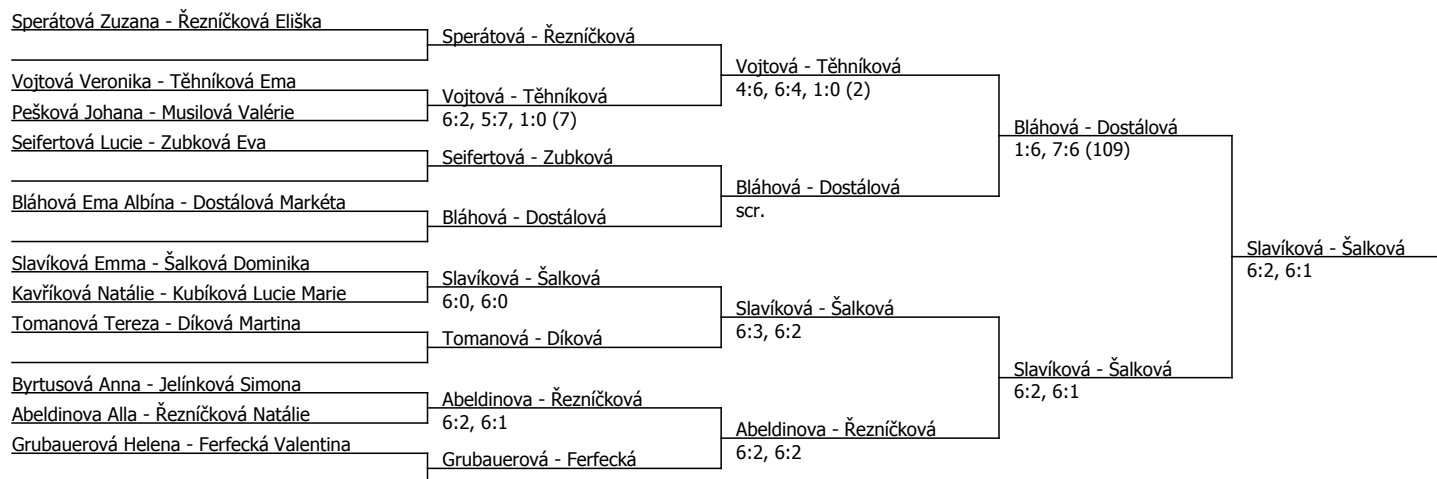 Sperátová Zuzana - Řezníčková Eliška
Vojtová Veronika - Těhníková Ema
Pešková Johana - Musilová Valérie
Seifertová Lucie - Zubková Eva
Bláhová Ema Albína - Dostálová Markéta
Slavíková Emma - Šalková Dominika
Kavříková Natálie - Kubíková Lucie Marie
Tomanová Tereza - Díková Martina
Byrtusová Anna - Jelínková Simona
Abeldinova Alla - Řezníčková Natálie
Grubauerová Helena - Ferfecká Valentina
Sperátová - Řezníčková
Vojtová - Těhníková
6:2, 5:7, 1:0 (7)
Seifertová - Zubková
Bláhová - Dostálová
Slavíková - Šalková
6:0, 6:0
Tomanová - Díková
Abeldinova - Řezníčková
6:2, 6:1
Grubauerová - Ferfecká
Vojtová - Těhníková
4:6, 6:4, 1:0 (2)
Bláhová - Dostálová
scr.
Slavíková - Šalková
6:3, 6:2
Abeldinova - Řezníčková
6:2, 6:2
Bláhová - Dostálová
1:6, 7:6 (109)
Slavíková - Šalková
6:2, 6:1
Slavíková - Šalková
6:2, 6:1